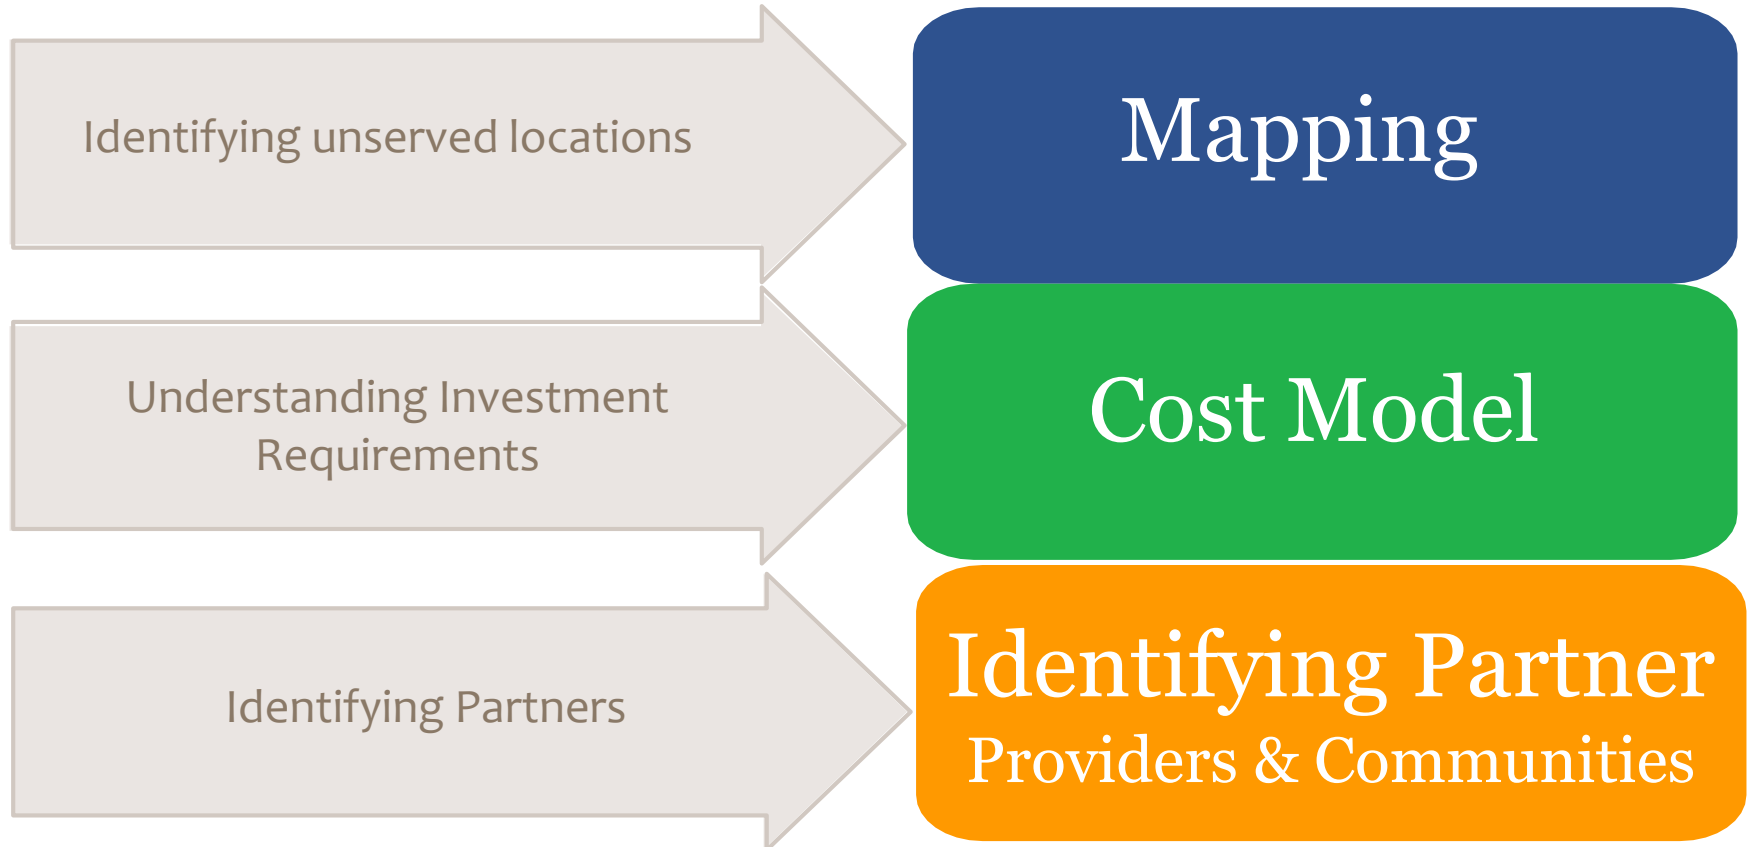 Identifying unserved locations
Mapping
Understanding Investment
Requirements
Cost Model
Identifying Partners
Identifying Partner
Providers & Communities